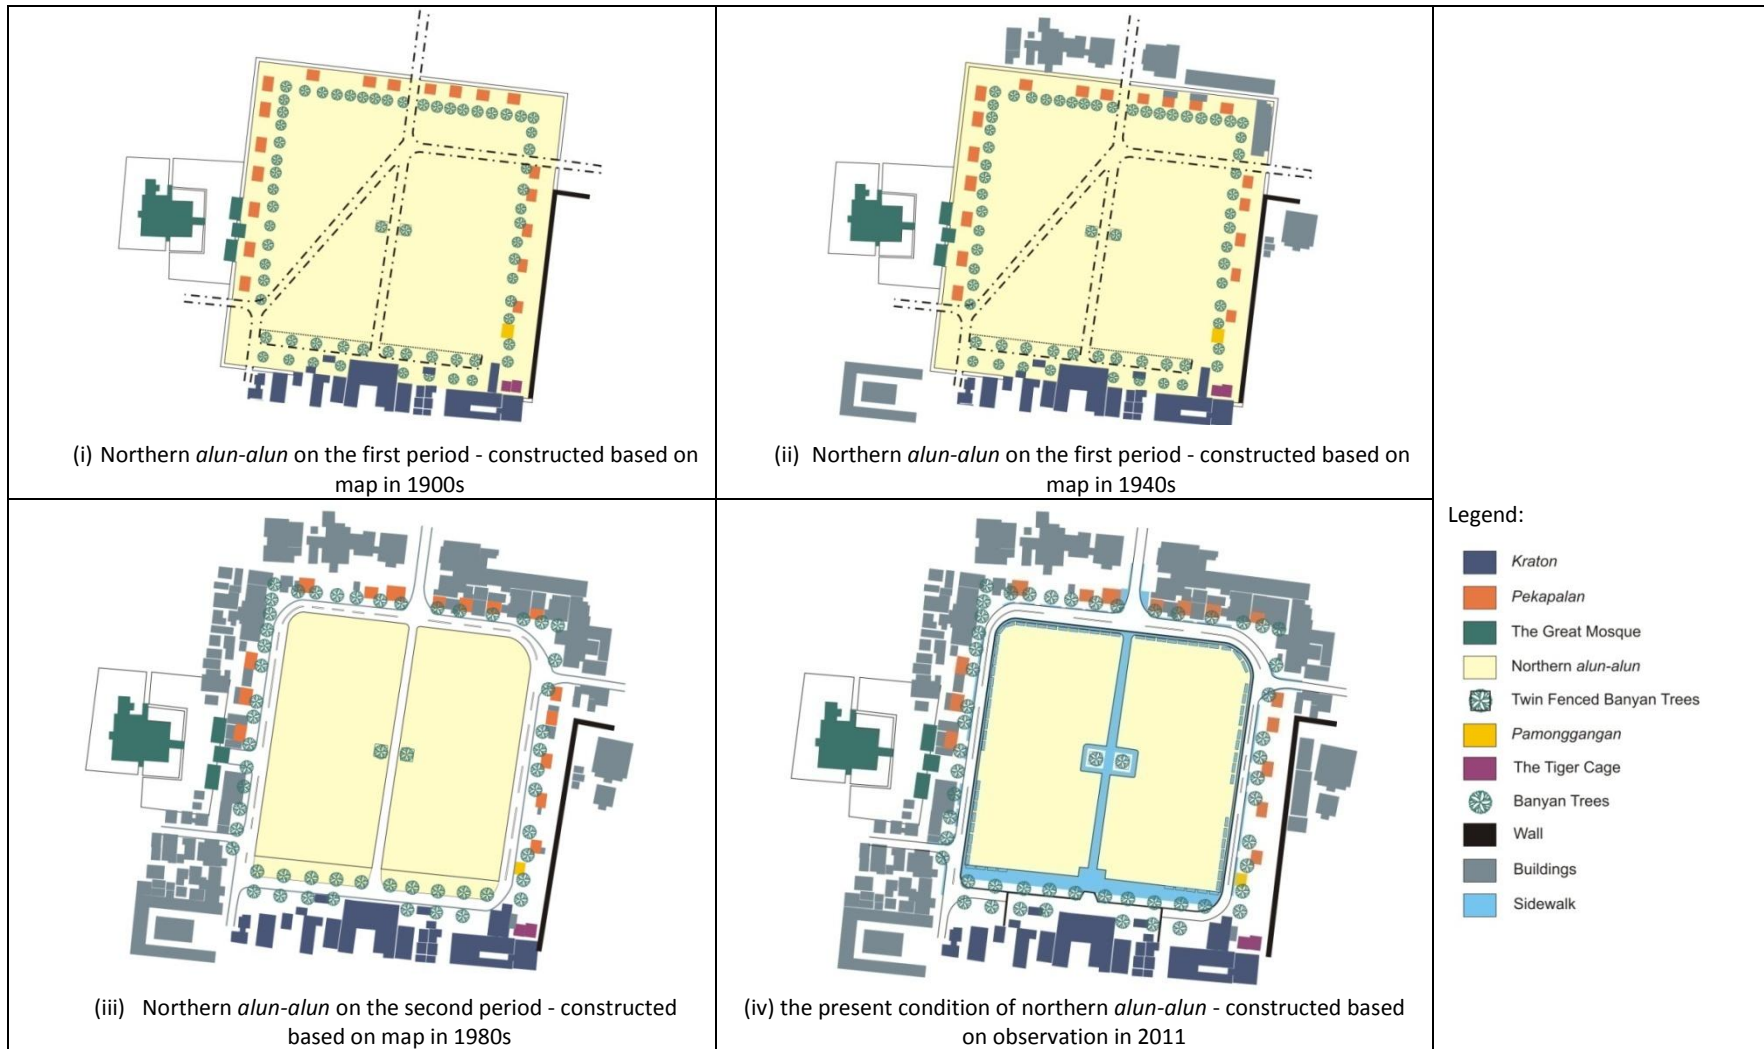 (i) Northern alun-alun on the first period - constructed based on
map in 1900s
(ii) Northern alun-alun on the first period - constructed based on
map in 1940s
(iii) Northern alun-alun on the second period - constructed
based on map in 1980s
(iv) the present condition of northern alun-alun - constructed based
on observation in 2011
Legend:
Kraton
Pekapalan
The Great Mosque
Northern alun-alun
Twin Fenced Banyan Trees
Pamonggangan
The Tiger Cage
Banyan Trees
Wall
Buildings
Sidewalk